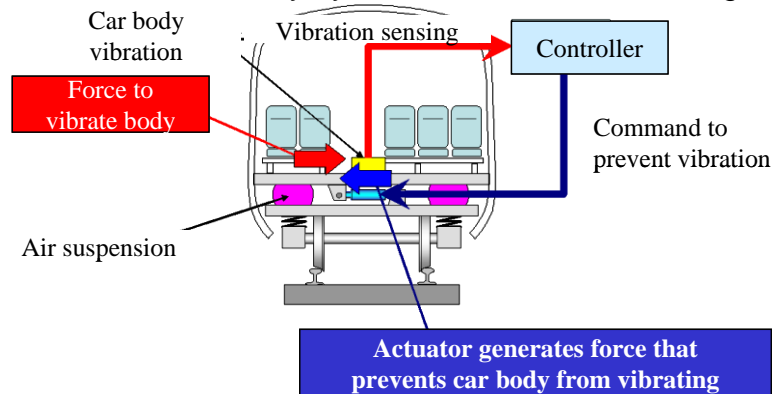 Car body
vibration
Vibration sensing
Controller
Force to
vibrate body
Command to
prevent vibration
Air suspension
Actuator generates force that
prevents car body from vibrating